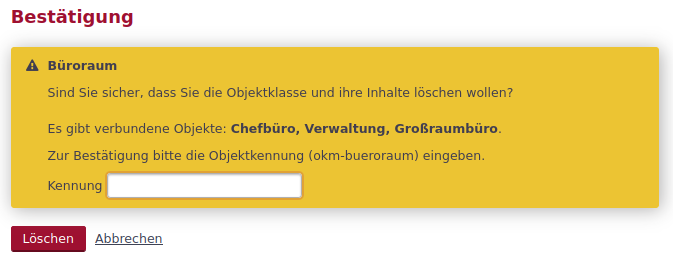 Bestätigung
Büroraum
Sind Sie sicher, dass Sie die Objektklasse und ihre Inhalte löschen wollen?
Es gibt verbundene Objekte: Chefbüro, Verwaltung, Großraumbüro.
Zur Bestätigung bitte die Objektkennung (okm-bueroraum) eingeben.
Kennung
Löschen Abbrechen